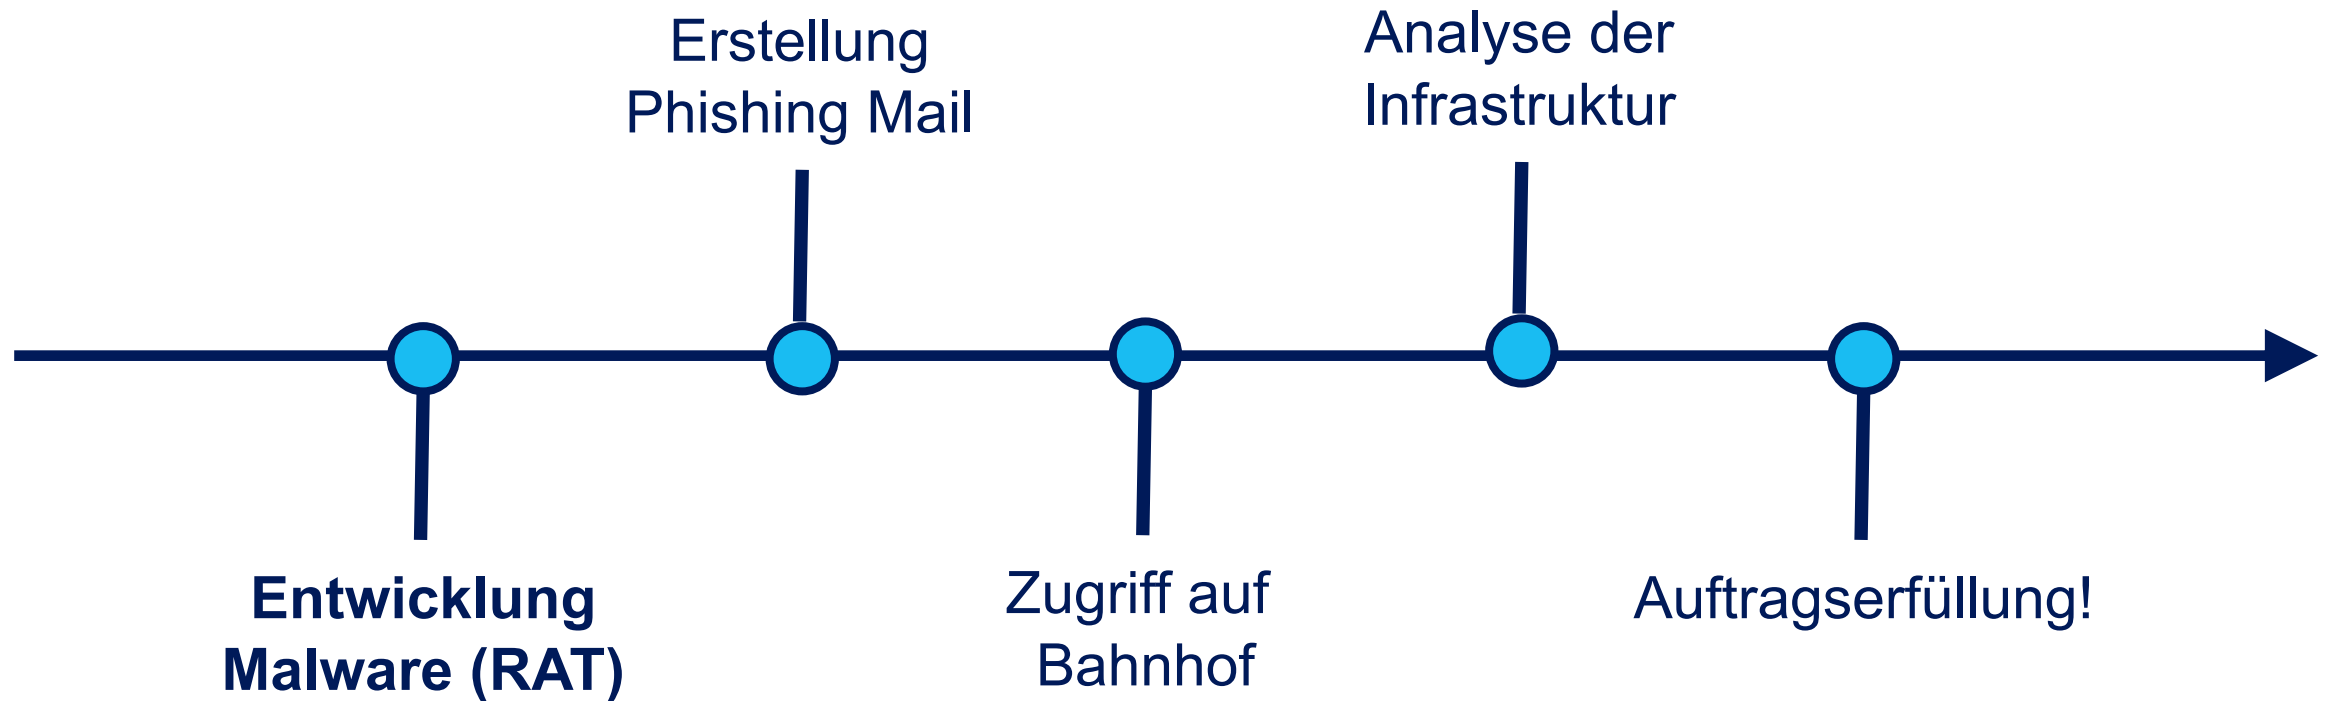 Erstellung
Phishing Mail
Analyse der
Infrastruktur
Entwicklung
Malware (RAT)
Zugriff auf
Bahnhof
Auftragserfüllung!